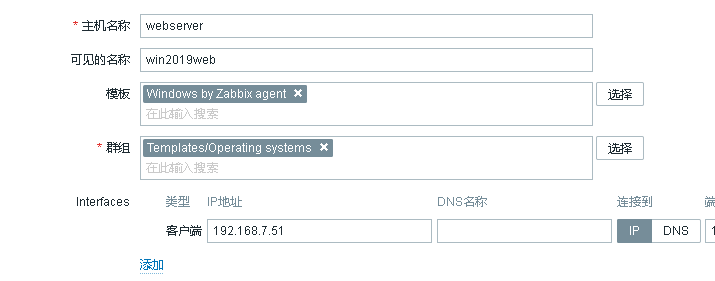 * 主机名称 webserver
可见的名称 win2019web
模板 Windows by Zabbix agent × 选择
在此输入搜索
* 群组 Templates/Operating systems × 选择
在此输入搜索
Interfaces 类型 IP地址 DNS名称 连接到
客户端 192.168.7.51 IP DNS
添加